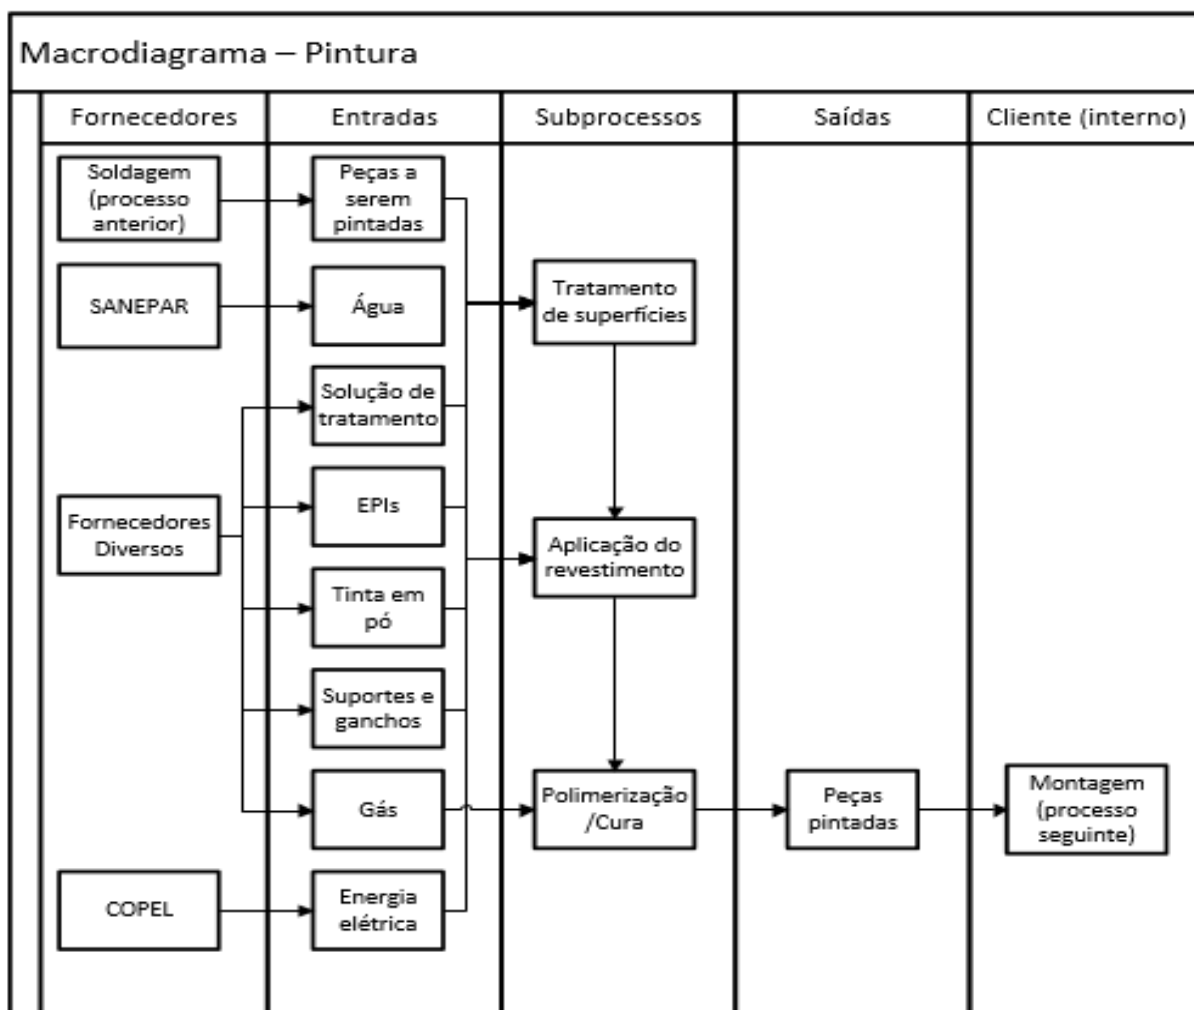 Macrodiagrama – Pintura
Fornecedores
Entradas
Subprocessos
Saídas
Cliente (interno)
Soldagem
(processo
anterior)
Peças a
serem
pintadas
SANEPAR
Água
Tratamento
de superfícies
Solução de
tratamento
EPIs
Fornecedores
Diversos
Aplicação do
revestimento
Tinta em
pó
Suportes e
ganchos
Gás
Polimerização
/Cura
Peças
pintadas
Montagem
(processo
seguinte)
COPEL
Energia
elétrica